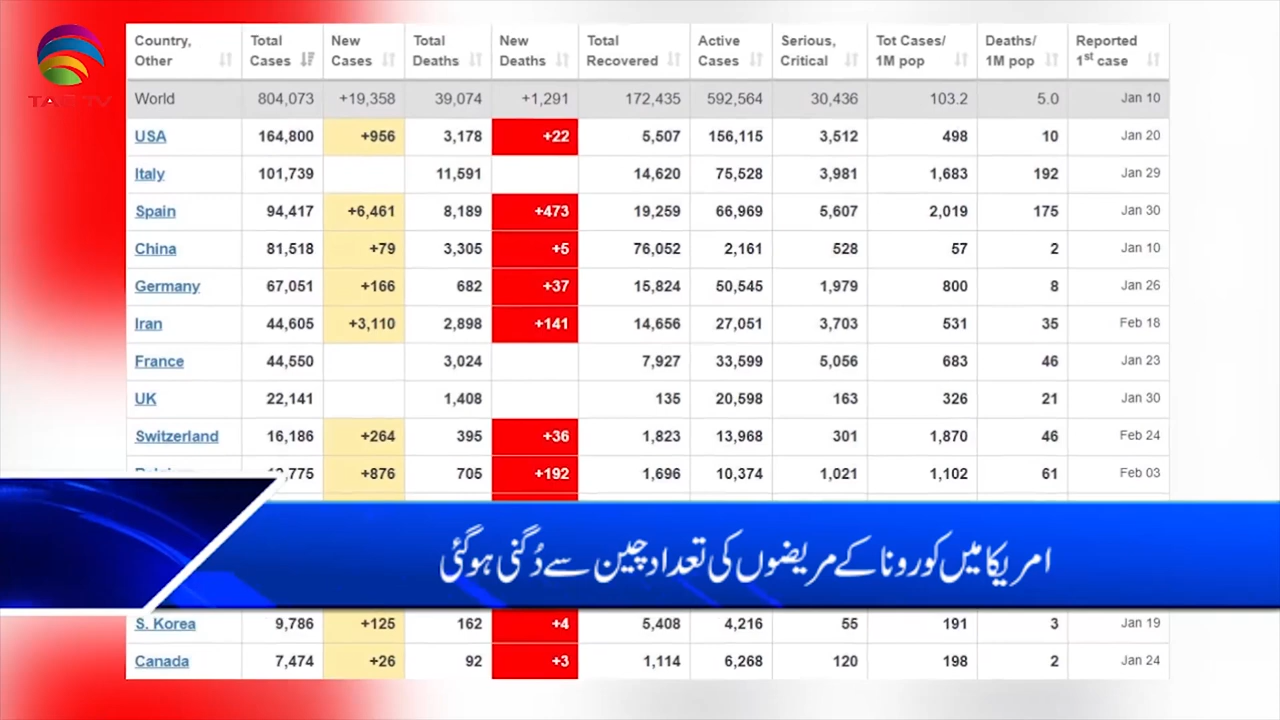 TAG TV
Country, Other Total Cases New Cases Total Deaths New Deaths Total Recovered Active Cases Serious, Critical Tot Cases/ 1M pop Deaths/ 1M pop Reported 1st case
World 804,073 +19,358 39,074 +1,291 172,435 592,564 30,436 103.2 5.0 Jan 10
USA 164,800 +956 3,178 +22 5,507 156,115 3,512 498 10 Jan 20
Italy 101,739 11,591 14,620 75,528 3,981 1,683 192 Jan 29
Spain 94,417 +6,461 8,189 +473 19,259 66,969 5,607 2,019 175 Jan 30
China 81,518 +79 3,305 +5 76,052 2,161 528 57 2 Jan 10
Germany 67,051 +166 682 +37 15,824 50,545 1,979 800 8 Jan 26
Iran 44,605 +3,110 2,898 +141 14,656 27,051 3,703 531 35 Feb 18
France 44,550 3,024 7,927 33,599 5,056 683 46 Jan 23
UK 22,141 1,408 135 20,598 163 326 21 Jan 30
Switzerland 16,186 +264 395 +36 1,823 13,968 301 1,870 46 Feb 24
+876 705 +192 1,696 10,374 1,021 1,102 61 Feb 03
امریکا میں کورونا کے مریضوں کی تعداد چین سے دُگنی ہوگئی
S. Korea 9,786 +125 162 +4 5,408 4,216 55 191 3 Jan 19
Canada 7,474 +26 92 +3 1,114 6,268 120 198 2 Jan 24